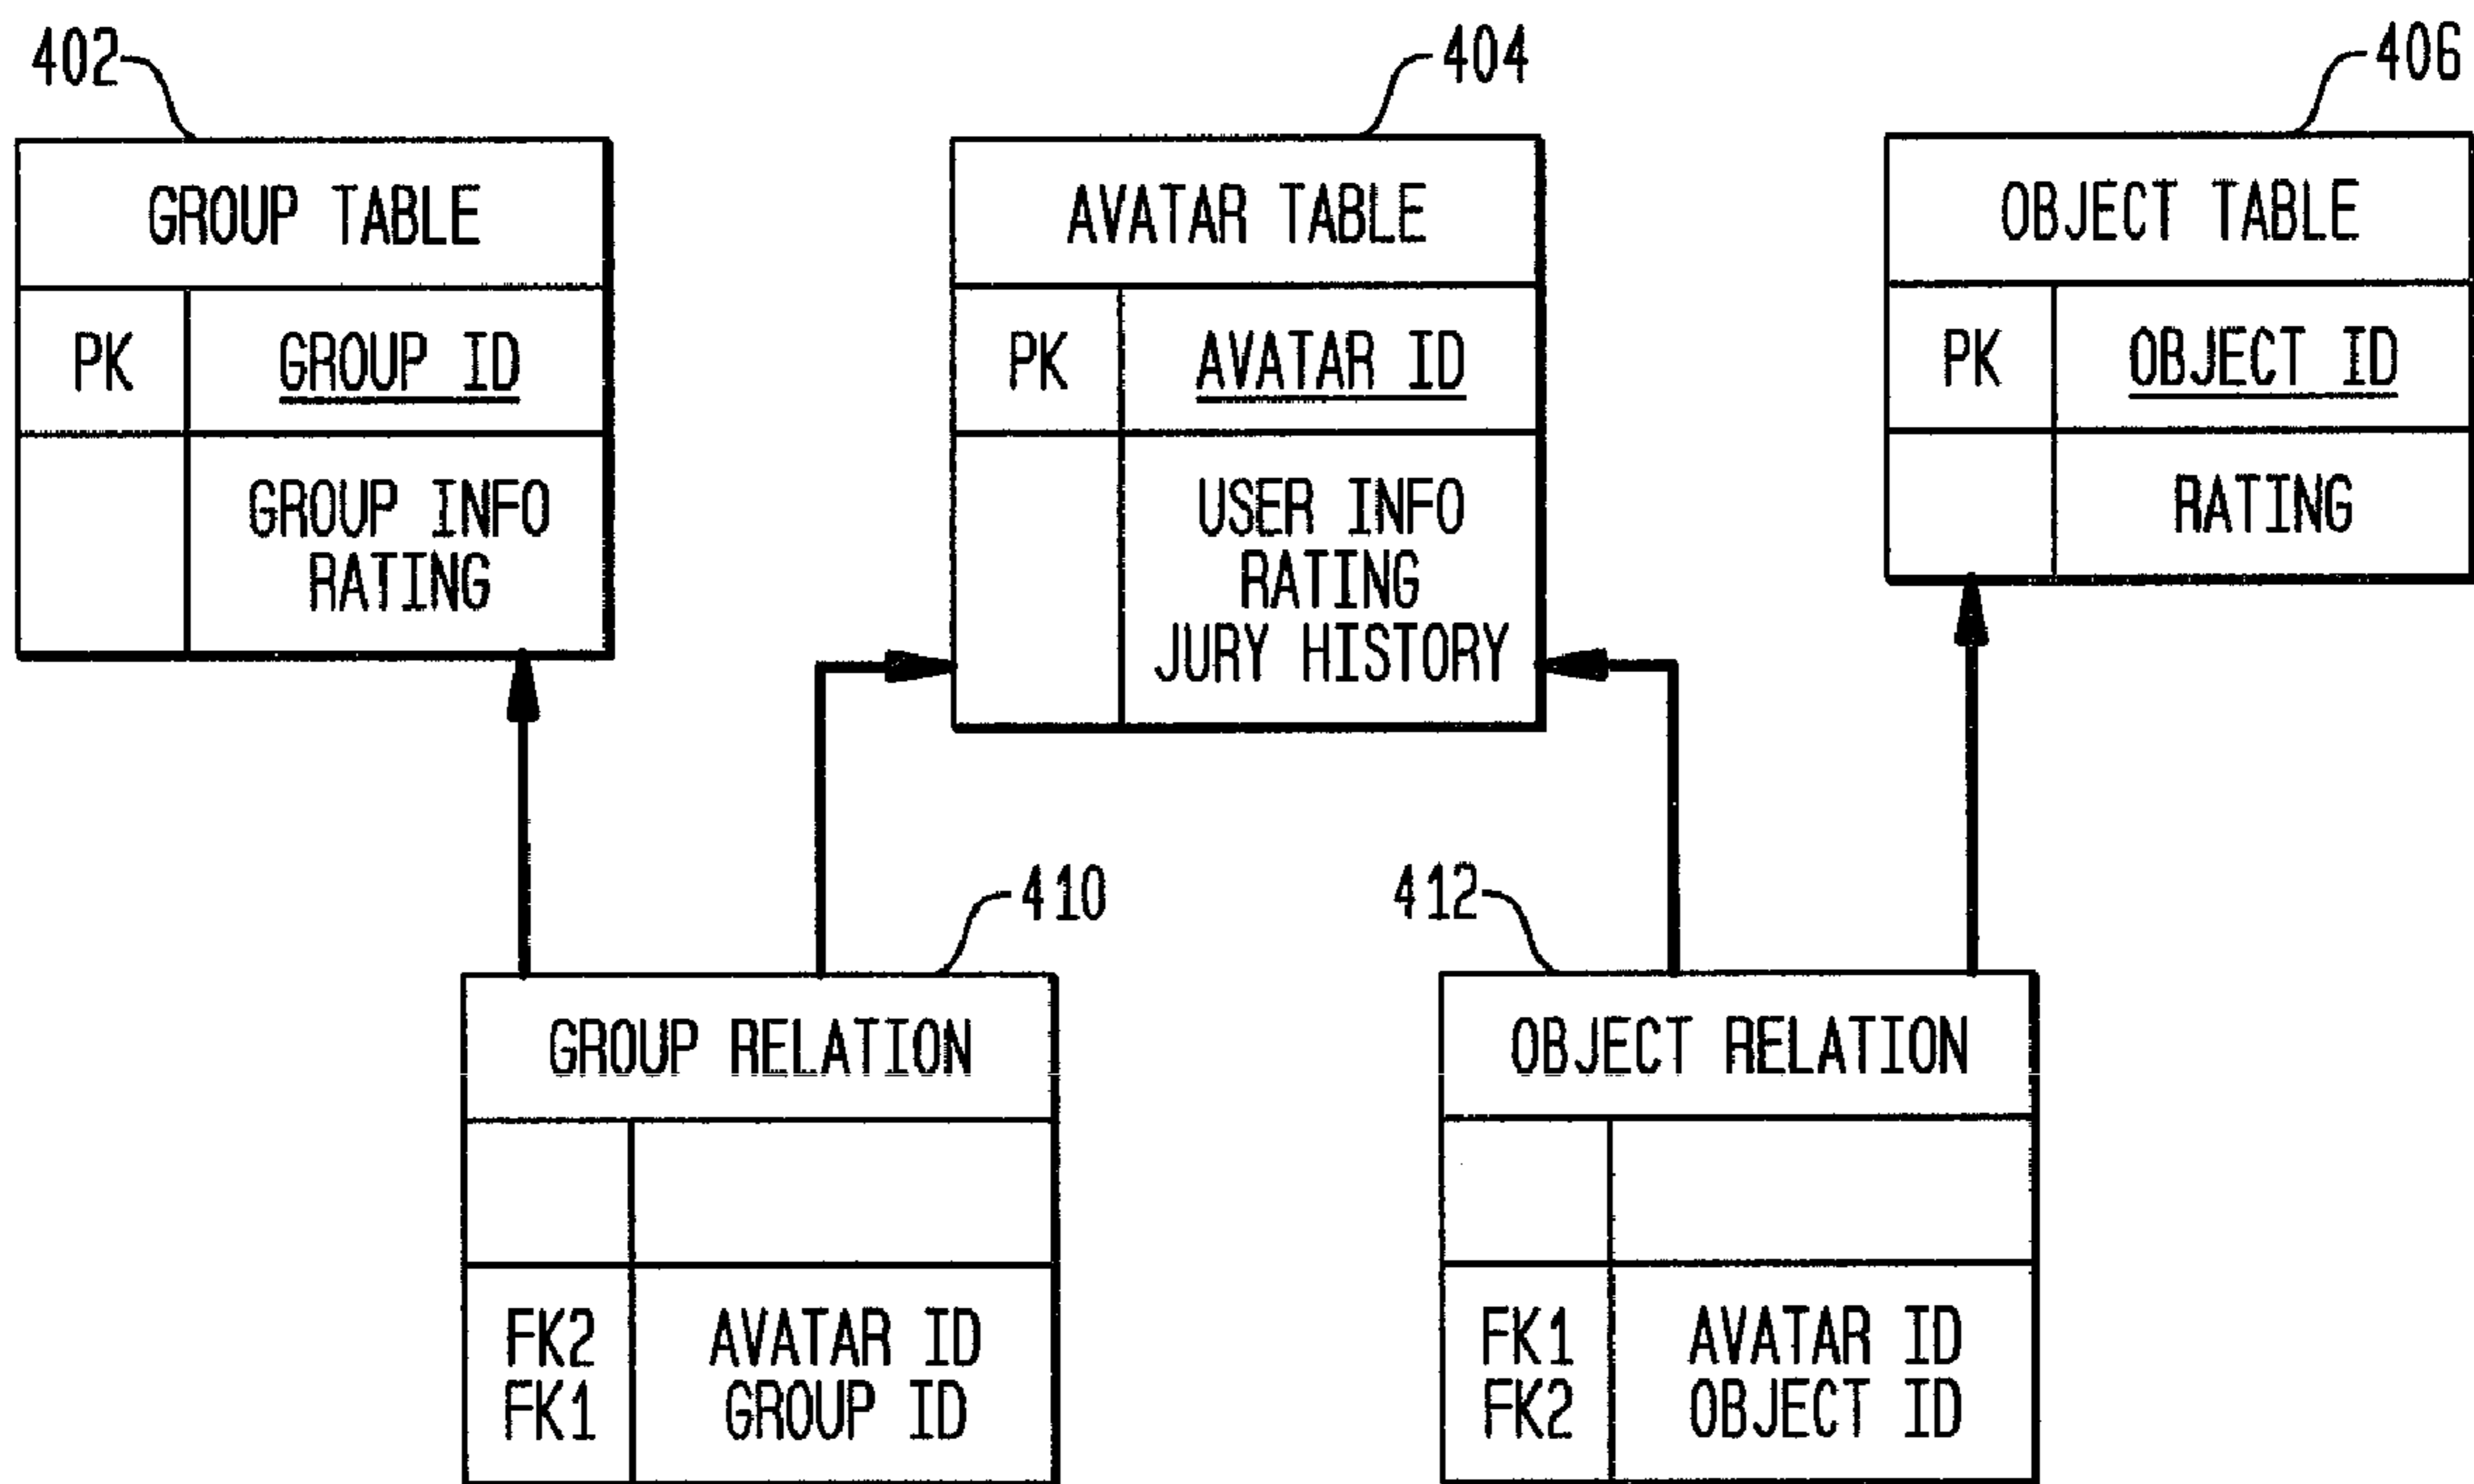 402
404
406
GROUP TABLE
PK GROUP ID
GROUP INFO
RATING
AVATAR TABLE
PK AVATAR ID
USER INFO
RATING
JURY HISTORY
OBJECT TABLE
PK OBJECT ID
RATING
410
412
GROUP RELATION
FK2 AVATAR ID
FK1 GROUP ID
OBJECT RELATION
FK1 AVATAR ID
FK2 OBJECT ID